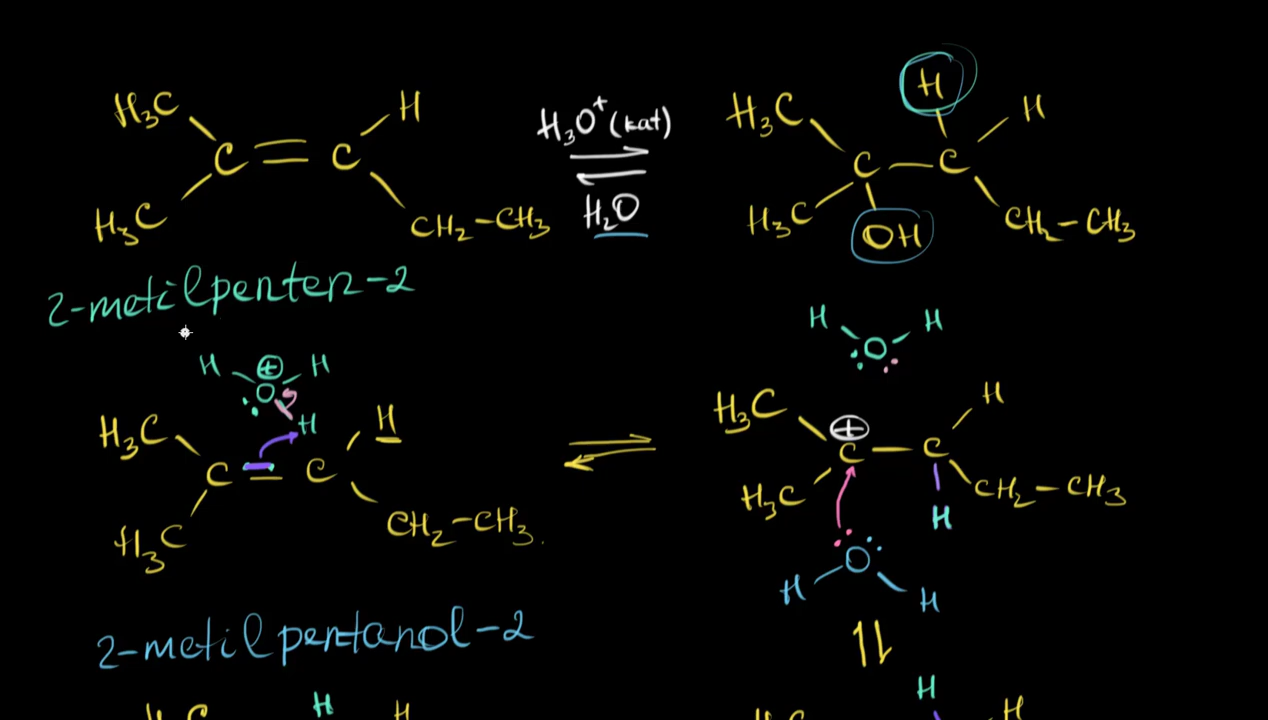 H₃C H H₃O⁺(kat) H₃C H H
C = C C — C
H₃C CH₂–CH₃ H₂O H₃C OH CH₂–CH₃
2-metilpenten-2
H ⊕ H H H
O O
H₃C H H H₃C ⊕ H
C = C C — C
H₃C CH₂–CH₃ H₃C H CH₂–CH₃
O
H H
2-metilpentanol-2
H H H H